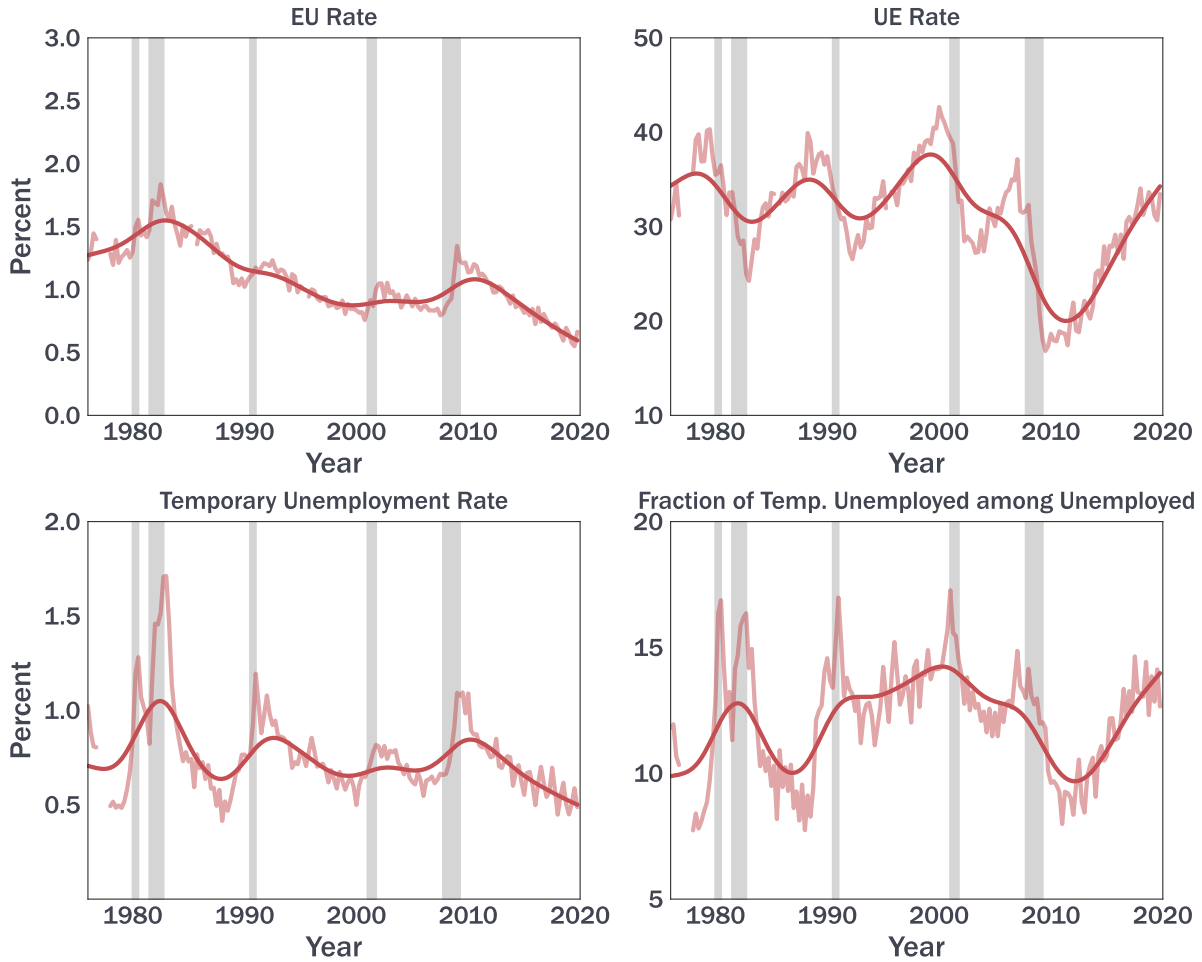 EU Rate
3.0
2.5
2.0
1.5
1.0
0.5
0.0
Percent
1980 1990 2000 2010 2020
Year
UE Rate
50
40
30
20
10
1980 1990 2000 2010 2020
Year
Temporary Unemployment Rate
2.0
1.5
1.0
0.5
Percent
1980 1990 2000 2010 2020
Year
Fraction of Temp. Unemployed among Unemployed
20
15
10
5
1980 1990 2000 2010 2020
Year